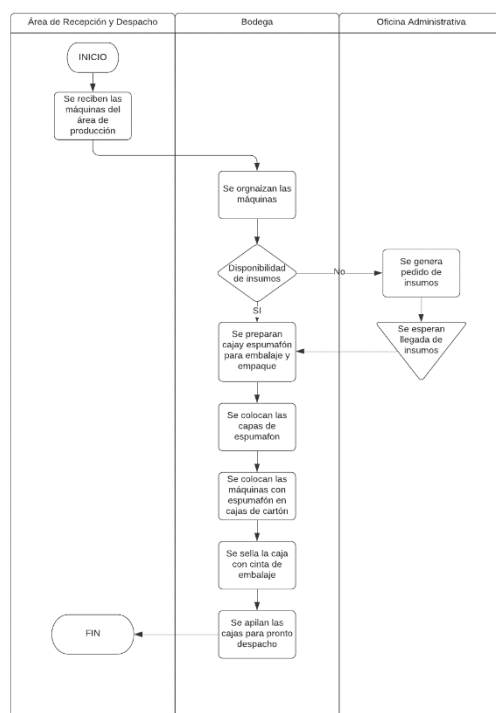 Área de Recepción y Despacho
Bodega
Oficina Administrativa
INICIO
Se reciben las
máquinas del
área de
producción
Se orgnaizan las
máquinas
Disponibilidad
de insumos
No
Se genera
pedido de
insumos
SI
Se esperan
llegada de
insumos
Se preparan
cajay espumafón
para embalaje y
empaque
Se colocan las
capas de
espumafon
Se colocan las
máquinas con
espumafón en
cajas de cartón
Se sella la caja
con cinta de
embalaje
Se apilan las
cajas para pronto
despacho
FIN